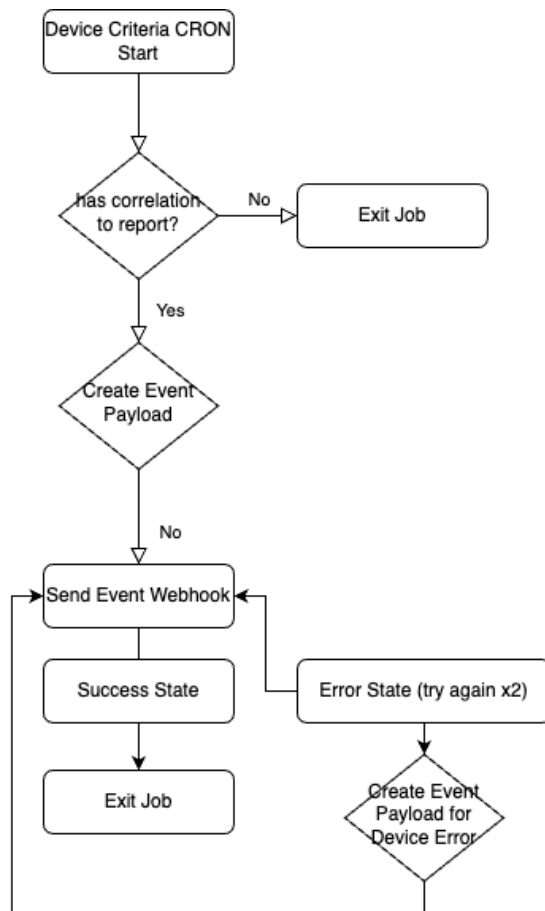 Device Criteria CRON
Start
has correlation
to report?
No
Exit Job
Yes
Create Event
Payload
No
Send Event Webhook
Success State
Error State (try again x2)
Exit Job
Create Event
Payload for
Device Error